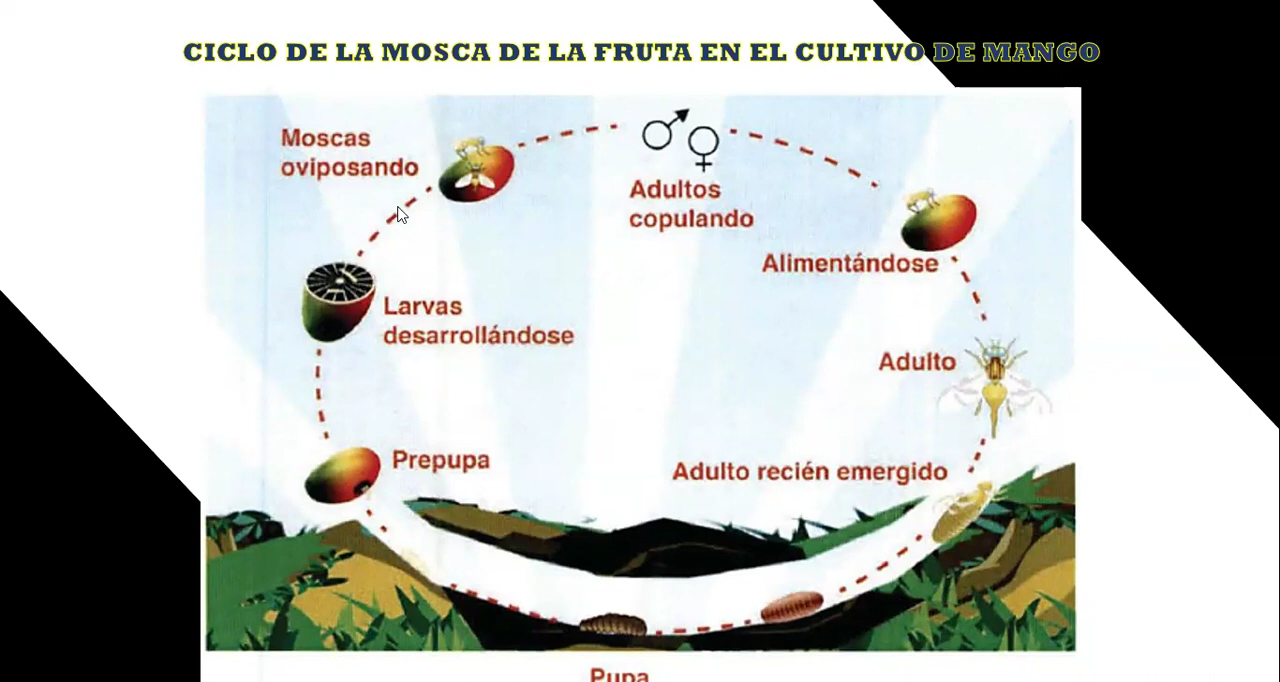 CICLO DE LA MOSCA DE LA FRUTA EN EL CULTIVO DE MANGO
Moscas
oviposando
Adultos
copulando
Alimentándose
Larvas
desarrollándose
Adulto
Prepupa
Adulto recién emergido
Pupa